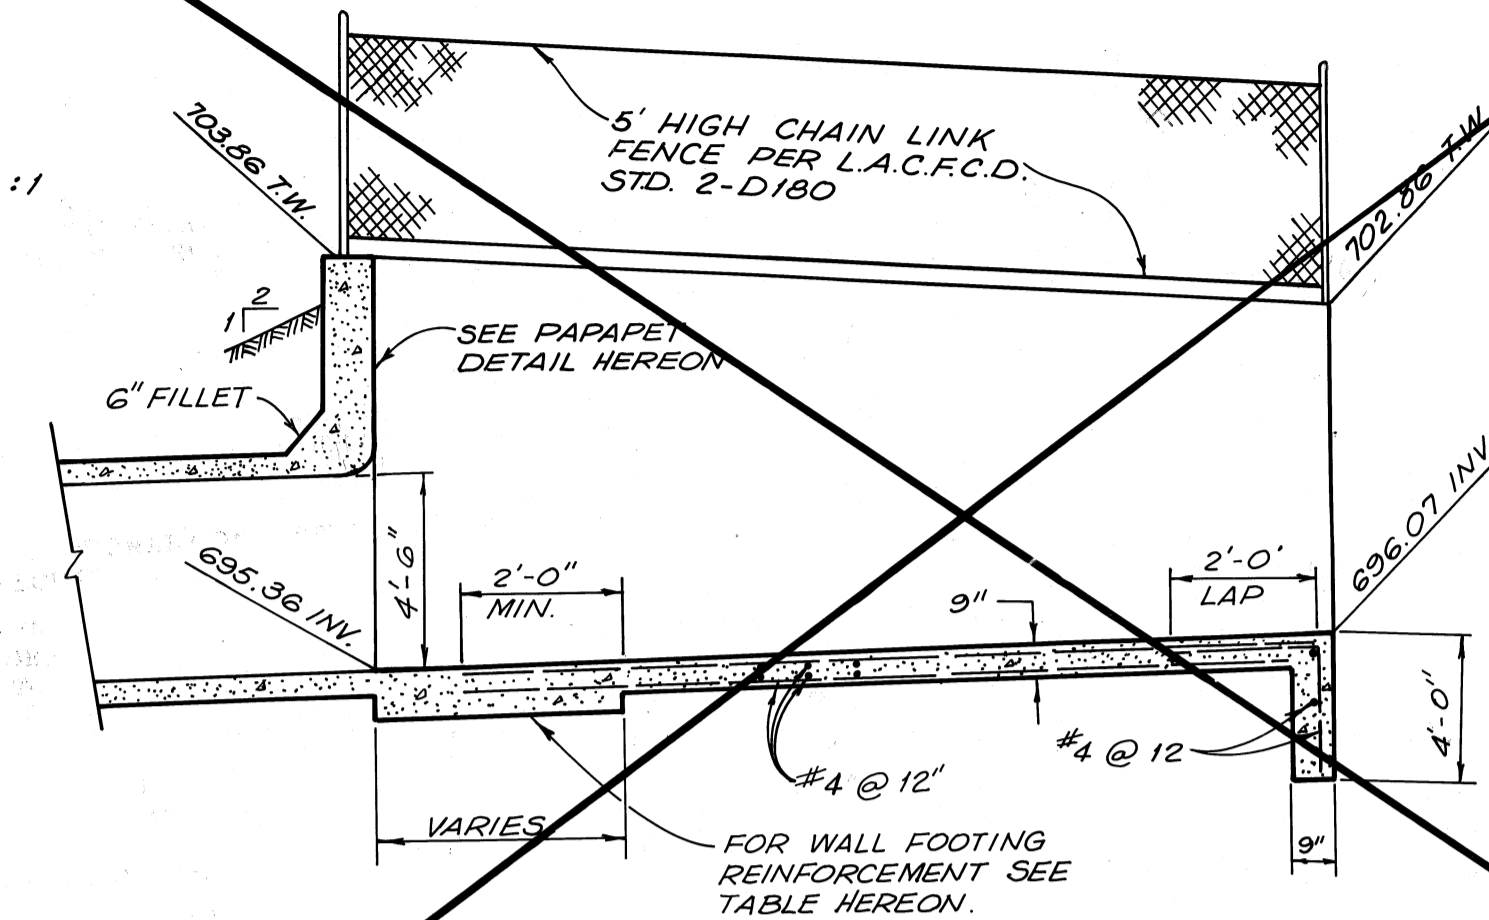 5' HIGH CHAIN LINK
FENCE PER L.A.C.F.C.D.
STD. 2-D180
703.86 T.W.
702.86 T.W
:1
2
1
SEE PAPAPET
DETAIL HEREON
6" FILLET
695.36 INV.
4'-6"
2'-0"
MIN.
9"
2'-0'
LAP
696.07 INV
4'-0"
#4 @ 12"
#4 @ 12
VARIES
FOR WALL FOOTING
REINFORCEMENT SEE
TABLE HEREON.
9"